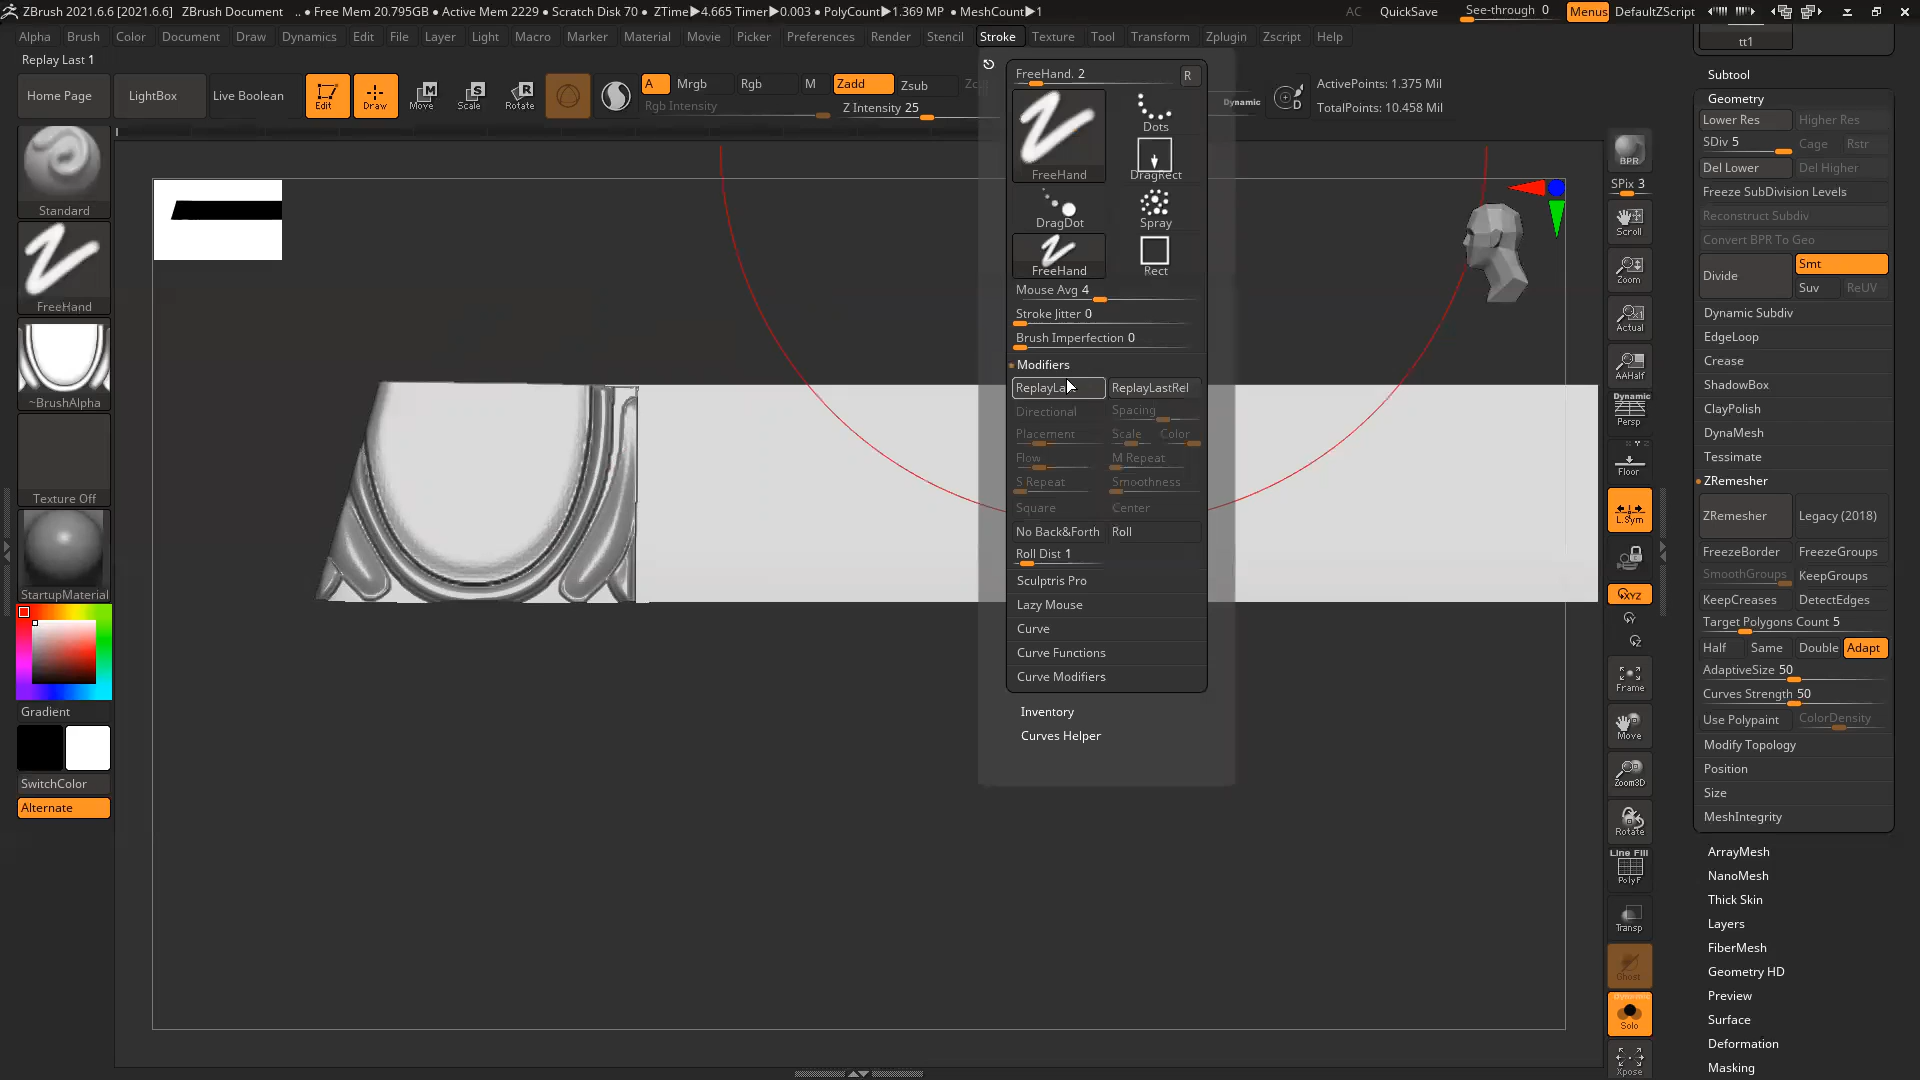 ZBrush 2021.6.6 [2021.6.6] ZBrush Document .. • Free Mem 20.795GB • Active Mem 2229 • Scratch Disk 70 • ZTime▶4.665 Timer▶0.003 • PolyCount▶1.369 MP • MeshCount▶1
AC QuickSave See-through 0 Menus DefaultZScript
Alpha Brush Color Document Draw Dynamics Edit File Layer Light Macro Marker Material Movie Picker Preferences Render Stencil Stroke Texture Tool Transform Zplugin Zscript Help
Replay Last 1
Home Page
LightBox
Live Boolean
Edit
Draw
Move
Scale
Rotate
A
Mrgb
Rgb
M
Rgb Intensity
Zadd
Zsub
Z Intensity 25
Dynamic
ActivePoints: 1.375 Mil
TotalPoints: 10.458 Mil
Standard
FreeHand
~BrushAlpha
Texture Off
StartupMaterial
Gradient
SwitchColor
Alternate
FreeHand. 2
R
FreeHand
Dots
DragRect
DragDot
Spray
FreeHand
Rect
Mouse Avg 4
Stroke Jitter 0
Brush Imperfection 0
Modifiers
ReplayLastRel
Directional
Spacing
Placement
Scale
Color
Flow
M Repeat
S Repeat
Smoothness
Square
Center
No Back&Forth
Roll
Roll Dist 1
Sculptris Pro
Lazy Mouse
Curve
Curve Functions
Curve Modifiers
Inventory
Curves Helper
BPR
SPix 3
Scroll
Zoom
Actual
AAHalf
Dynamic
Persp
Floor
L.Sym
XYZ
Frame
Move
Zoom3D
Rotate
Line Fill
PolyF
Transp
Ghost
Dynamic
Solo
Xpose
tt1
Subtool
Geometry
Lower Res
Higher Res
SDiv 5
Cage
Rstr
Del Lower
Del Higher
Freeze SubDivision Levels
Reconstruct Subdiv
Convert BPR To Geo
Divide
Smt
Suv
ReUV
Dynamic Subdiv
EdgeLoop
Crease
ShadowBox
ClayPolish
DynaMesh
Tessimate
ZRemesher
ZRemesher
Legacy (2018)
FreezeBorder
FreezeGroups
SmoothGroups
KeepGroups
KeepCreases
DetectEdges
Target Polygons Count 5
Half
Same
Double
Adapt
AdaptiveSize 50
Curves Strength 50
Use Polypaint
ColorDensity
Modify Topology
Position
Size
MeshIntegrity
ArrayMesh
NanoMesh
Thick Skin
Layers
FiberMesh
Geometry HD
Preview
Surface
Deformation
Masking